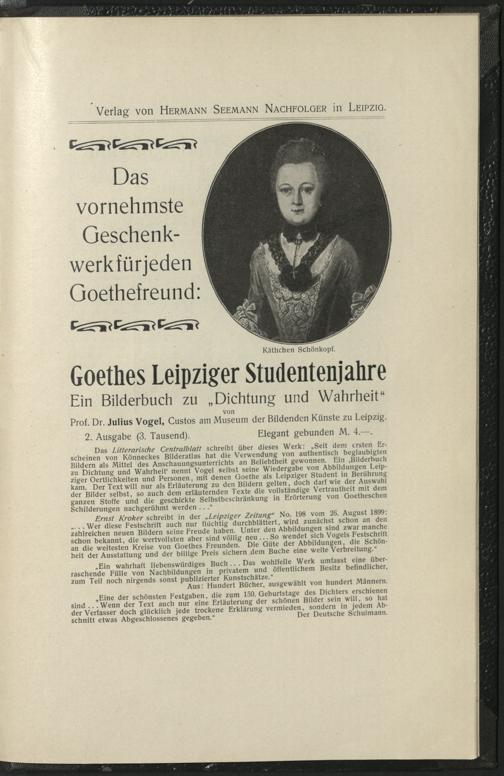 Verlag von Hermann Seemann Nachfolger in Leipzig.
Das
vornehmste
Geschenk-
werk für jeden
Goethefreund:
Käthchen Schönkopf.
Goethes Leipziger Studentenjahre
Ein Bilderbuch zu „Dichtung und Wahrheit“
von
Prof. Dr. Julius Vogel, Custos am Museum der Bildenden Künste zu Leipzig.
2. Ausgabe (3. Tausend). Elegant gebunden M. 4.—.
Das Litterarische Centralblatt schreibt über dieses Werk: „Seit dem ersten Er-
scheinen von Könneckes Bilderatlas hat die Verwendung von authentisch beglaubigten
Bildern als Mittel des Anschauungsunterrichts an Beliebtheit gewonnen. Ein ‚Bilderbuch
zu Dichtung und Wahrheit‘ nennt Vogel selbst seine Wiedergabe von Abbildungen Leip-
ziger Oertlichkeiten und Personen, mit denen Goethe als Leipziger Student in Berührung
kam. Der Text will nur als Erläuterung zu den Bildern gelten, doch darf wie der Auswahl
der Bilder selbst, so auch dem erläuternden Texte die vollständige Vertrautheit mit dem
ganzen Stoffe und die geschickte Selbstbeschränkung in Erörterung von Goetheschen
Schilderungen nachgerühmt werden . . .“
Ernst Kroker schreibt in der „Leipziger Zeitung“ No. 198 vom 26. August 1899:
„. . . Wer diese Festschrift auch nur flüchtig durchblättert, wird zunächst schon an den
zahlreichen neuen Bildern seine Freude haben. Unter den Abbildungen sind zwar manche
schon bekannt, die wertvollsten aber sind völlig neu . . . So wendet sich Vogels Festschrift
an die weitesten Kreise von Goethes Freunden. Die Güte der Abbildungen, die Schön-
heit der Ausstattung und der billige Preis sichern dem Buche eine weite Verbreitung.“
„Ein wahrhaft liebenswürdiges Buch . . . Das wohlfeile Werk umfasst eine über-
raschende Fülle von Nachbildungen in privatem und öffentlichem Besitz befindlicher,
zum Teil noch nirgends sonst publizierter Kunstschätze.“
Aus: Hundert Bücher, ausgewählt von hundert Männern.
„Eine der schönsten Festgaben, die zum 150. Geburtstage des Dichters erschienen
sind . . . Wenn der Text auch nur eine Erläuterung der schönen Bilder sein will, so hat
der Verfasser doch glücklich jede trockene Erklärung vermieden, sondern in jedem Ab-
schnitt etwas Abgeschlossenes gegeben.“ Der Deutsche Schulmann.